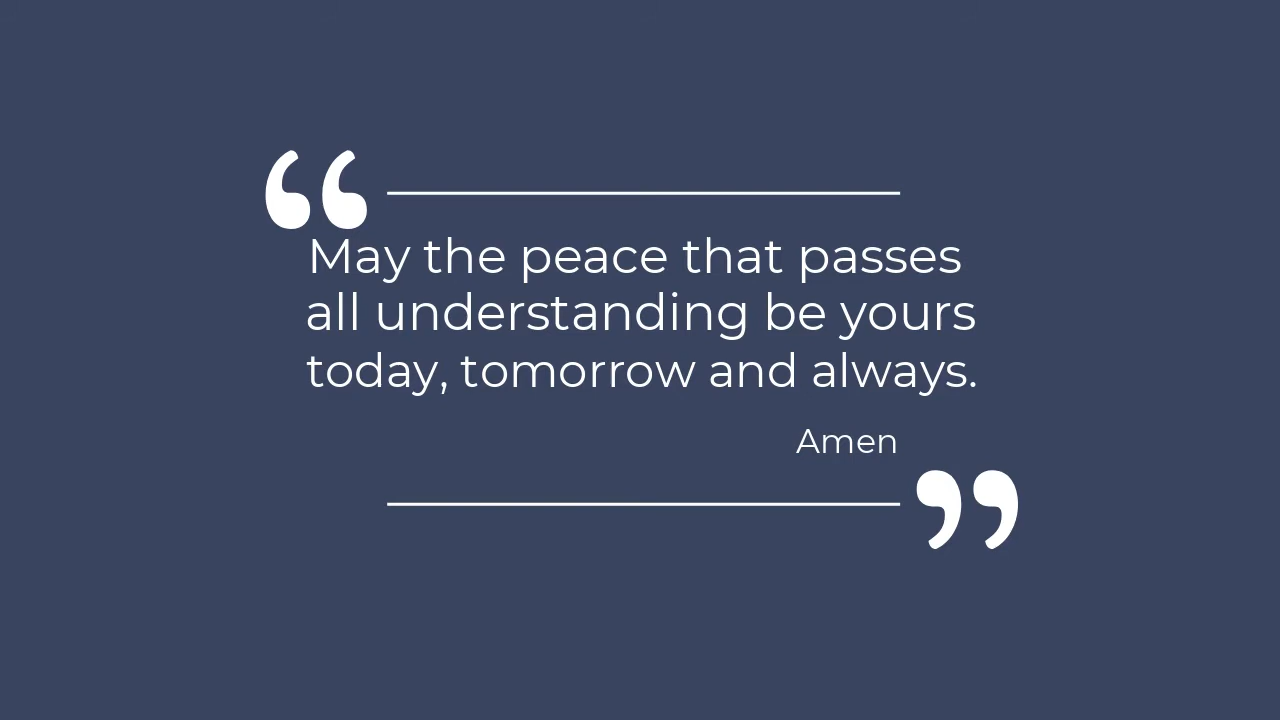 “
May the peace that passes
all understanding be yours
today, tomorrow and always.
Amen
”